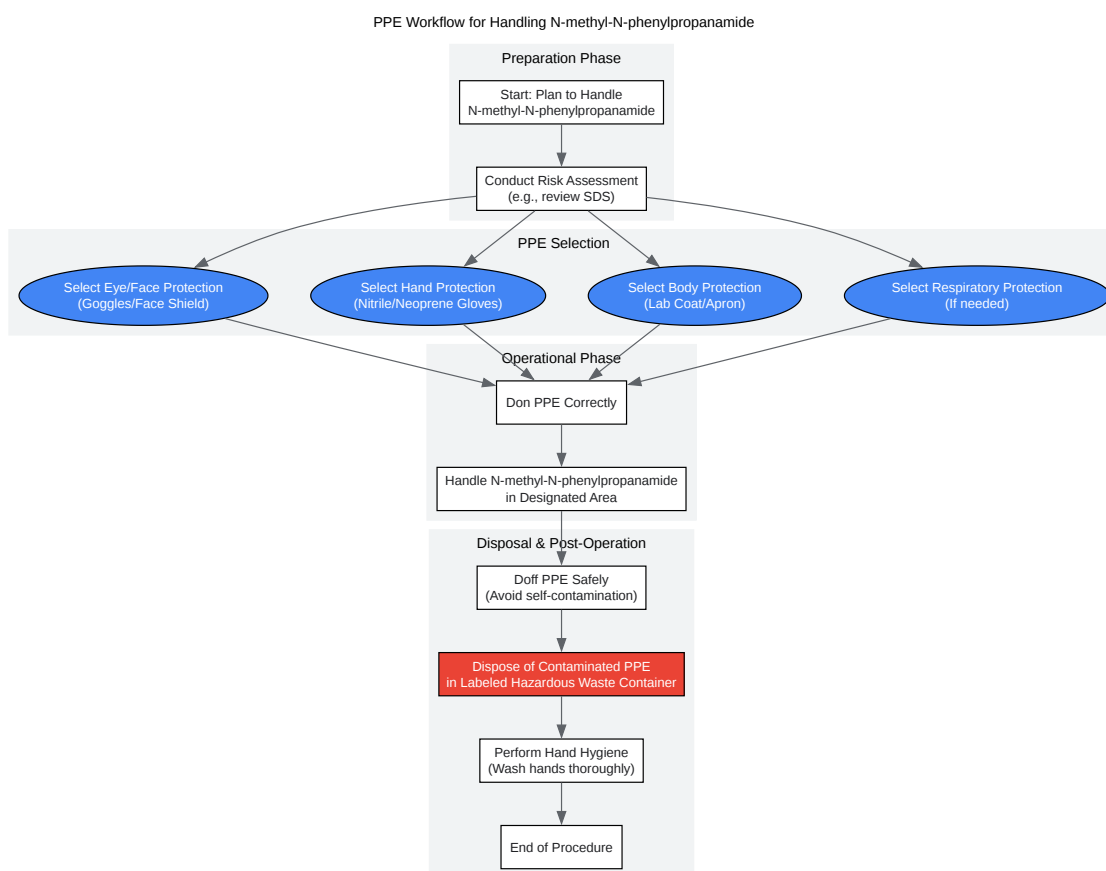 PPE Workflow for Handling N-methyl-N-phenylpropanamide
Preparation Phase
Start: Plan to Handle
N-methyl-N-phenylpropanamide
Conduct Risk Assessment
(e.g., review SDS)
PPE Selection
Select Eye/Face Protection
(Goggles/Face Shield)
Select Hand Protection
(Nitrile/Neoprene Gloves)
Select Body Protection
(Lab Coat/Apron)
Select Respiratory Protection
(If needed)
Operational Phase
Don PPE Correctly
Handle N-methyl-N-phenylpropanamide
in Designated Area
Disposal & Post-Operation
Doff PPE Safely
(Avoid self-contamination)
Dispose of Contaminated PPE
in Labeled Hazardous Waste Container
Perform Hand Hygiene
(Wash hands thoroughly)
End of Procedure